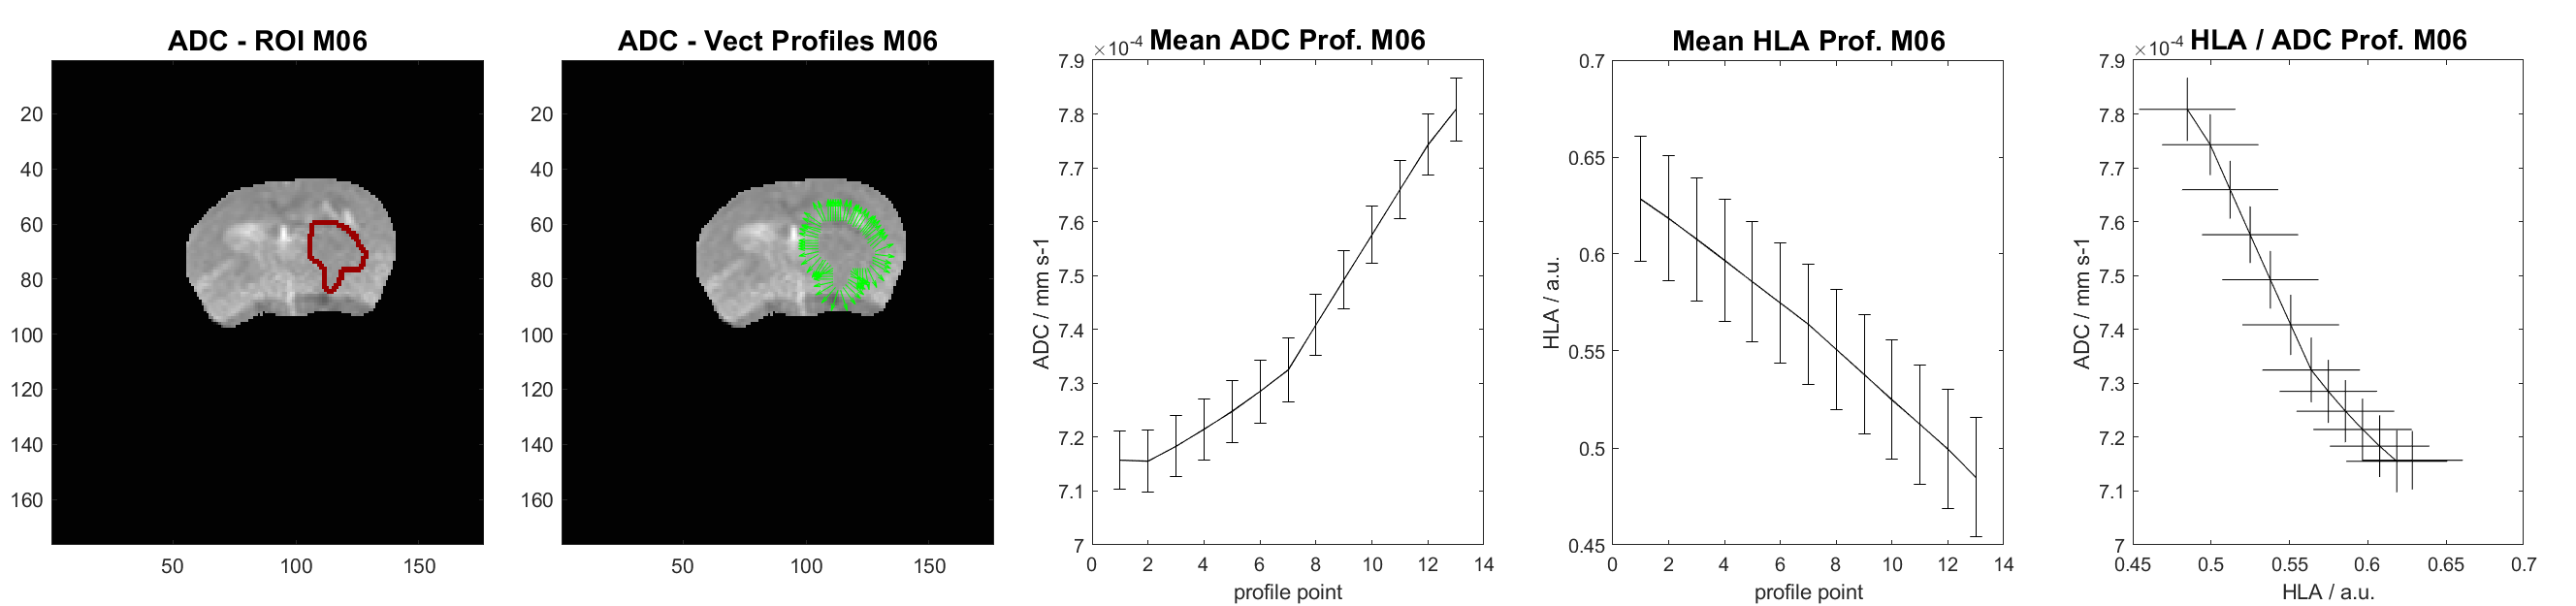 ADC - ROI M06
20
40
60
80
100
120
140
160
50 100 150
ADC - Vect Profiles M06
20
40
60
80
100
120
140
160
50 100 150
×10-4 Mean ADC Prof. M06
7.9
7.8
7.7
7.6
7.5
7.4
7.3
7.2
7.1
7
ADC / mm s-1
0 2 4 6 8 10 12 14
profile point
Mean HLA Prof. M06
0.7
0.65
0.6
0.55
0.5
0.45
HLA / a.u.
0 2 4 6 8 10 12 14
profile point
×10-4 HLA / ADC Prof. M06
7.9
7.8
7.7
7.6
7.5
7.4
7.3
7.2
7.1
7
ADC / mm s-1
0.45 0.5 0.55 0.6 0.65 0.7
HLA / a.u.